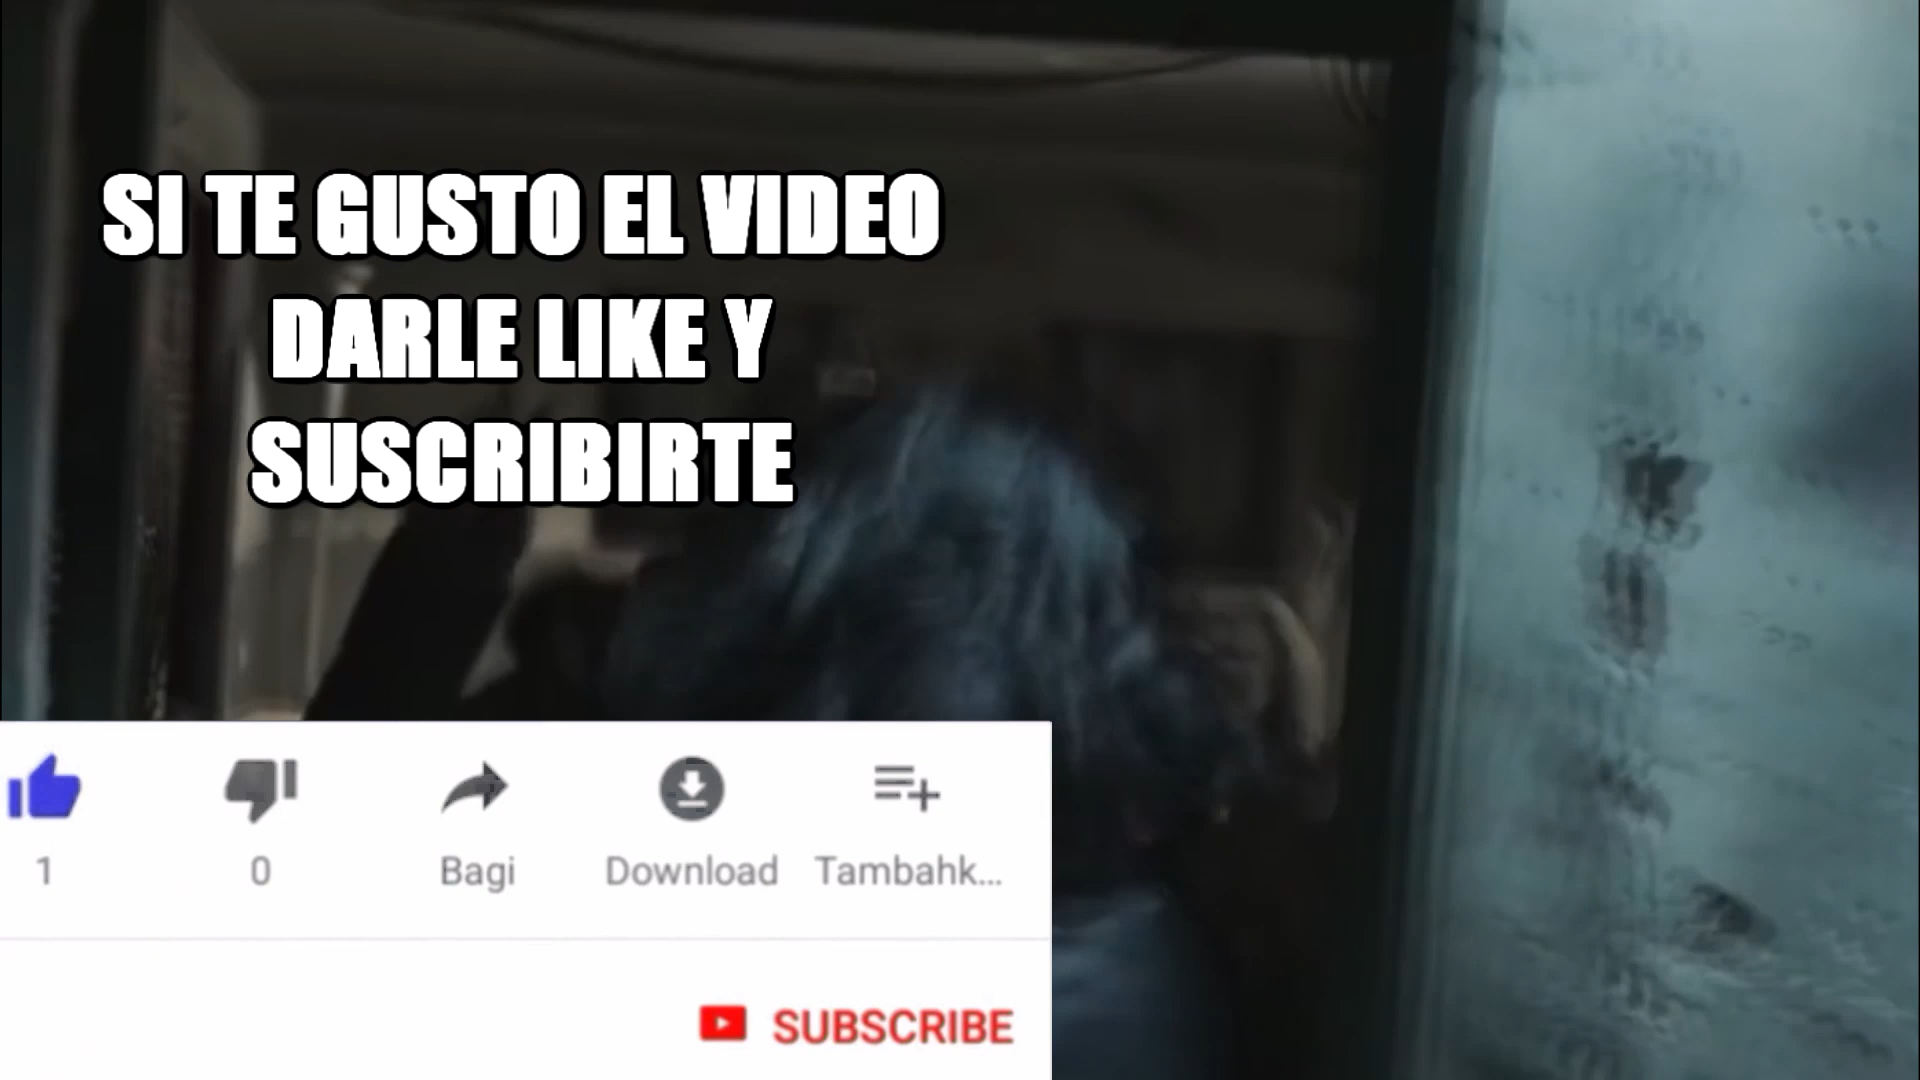 SI TE GUSTO EL VIDEO
DARLE LIKE Y
SUSCRIBIRTE
1 0 Bagi Download Tambahk...
SUBSCRIBE